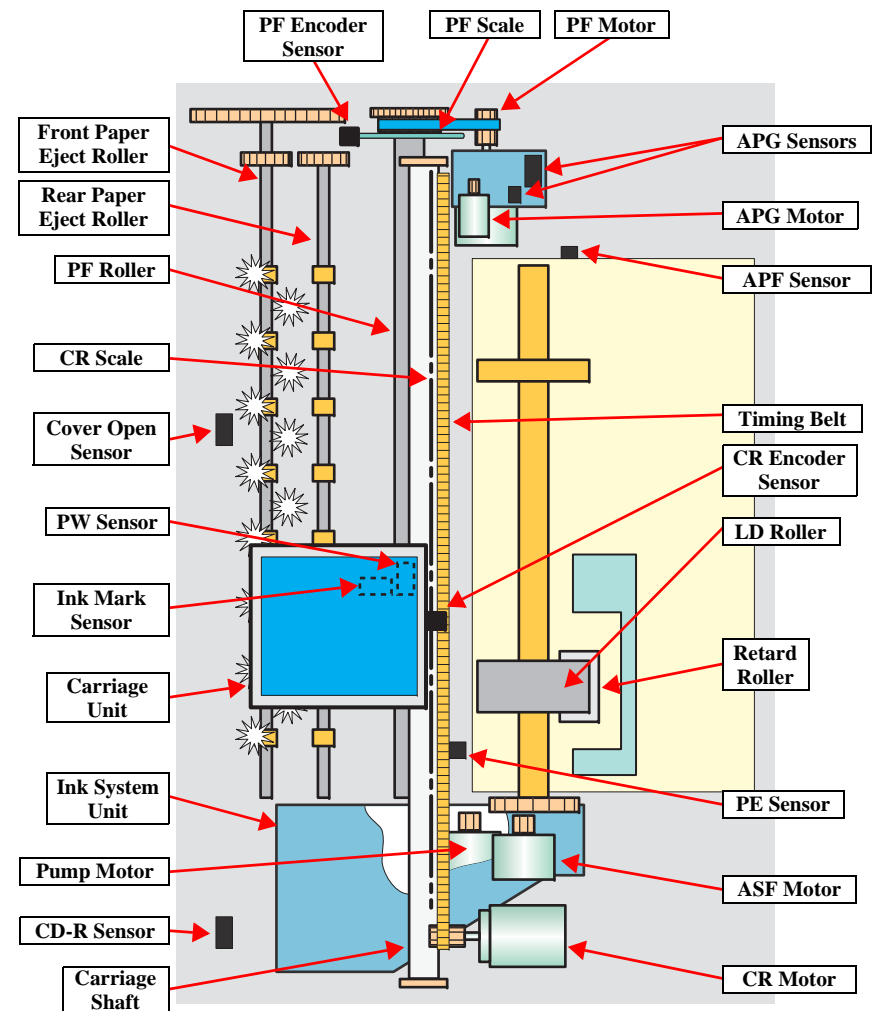 PF Encoder
Sensor
PF Scale
PF Motor
Front Paper
Eject Roller
Rear Paper
Eject Roller
PF Roller
CR Scale
Cover Open
Sensor
PW Sensor
Ink Mark
Sensor
Carriage
Unit
Ink System
Unit
Pump Motor
CD-R Sensor
Carriage
Shaft
APG Sensors
APG Motor
APF Sensor
Timing Belt
CR Encoder
Sensor
LD Roller
Retard
Roller
PE Sensor
ASF Motor
CR Motor